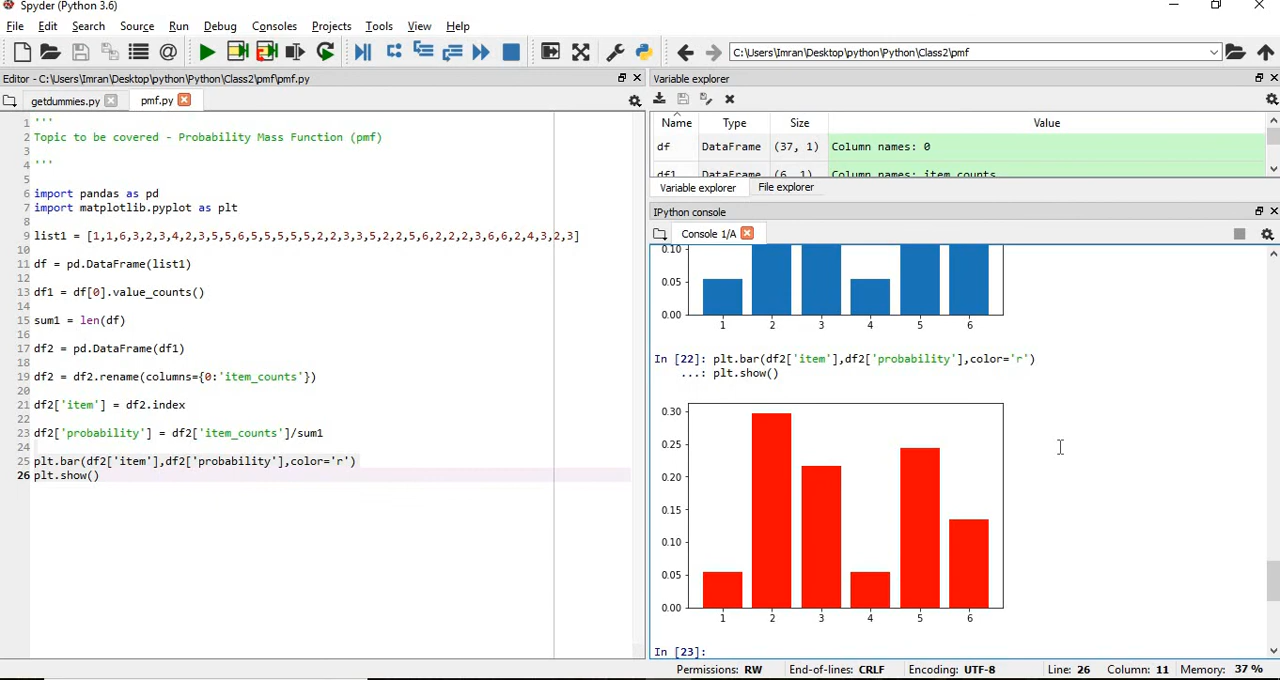 Spyder (Python 3.6)
File Edit Search Source Run Debug Consoles Projects Tools View Help
C:\Users\Imran\Desktop\python\Python\Class2\pmf
Editor - C:\Users\Imran\Desktop\python\Python\Class2\pmf\pmf.py
getdummies.py pmf.py
1 '''
2 Topic to be covered - Probability Mass Function (pmf)
3
4 '''
5
6 import pandas as pd
7 import matplotlib.pyplot as plt
8
9 list1 = [1,1,6,3,2,3,4,2,3,5,5,6,5,5,5,5,5,2,2,3,3,5,2,2,5,6,2,2,2,3,6,6,2,4,3,2,3]
10
11 df = pd.DataFrame(list1)
12
13 df1 = df[0].value_counts()
14
15 sum1 = len(df)
16
17 df2 = pd.DataFrame(df1)
18
19 df2 = df2.rename(columns={0:'item_counts'})
20
21 df2['item'] = df2.index
22
23 df2['probability'] = df2['item_counts']/sum1
24
25 plt.bar(df2['item'],df2['probability'],color='r')
26 plt.show()
Variable explorer
Name Type Size Value
df DataFrame (37, 1) Column names: 0
df1 DataFrame (6, 1) Column names: item_counts
Variable explorer File explorer
IPython console
Console 1/A
0.10
0.05
0.00
1 2 3 4 5 6
In [22]: plt.bar(df2['item'],df2['probability'],color='r')
...: plt.show()
0.30
0.25
0.20
0.15
0.10
0.05
0.00
1 2 3 4 5 6
In [23]:
Permissions: RW End-of-lines: CRLF Encoding: UTF-8 Line: 26 Column: 11 Memory: 37 %